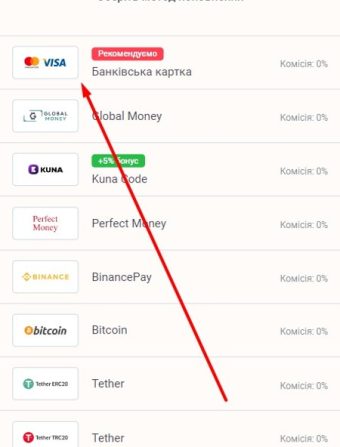 Рекомендуємо
VISA
Банківська картка
Комісія: 0%
GLOBAL
MONEY
Global Money
Комісія: 0%
+5% бонус
KUNA
Kuna Code
Комісія: 0%
Perfect
Money
Perfect Money
Комісія: 0%
BINANCE
BinancePay
Комісія: 0%
bitcoin
Bitcoin
Комісія: 0%
Tether ERC20
Tether
Комісія: 0%
Tether TRC20
Tether
Комісія: 0%